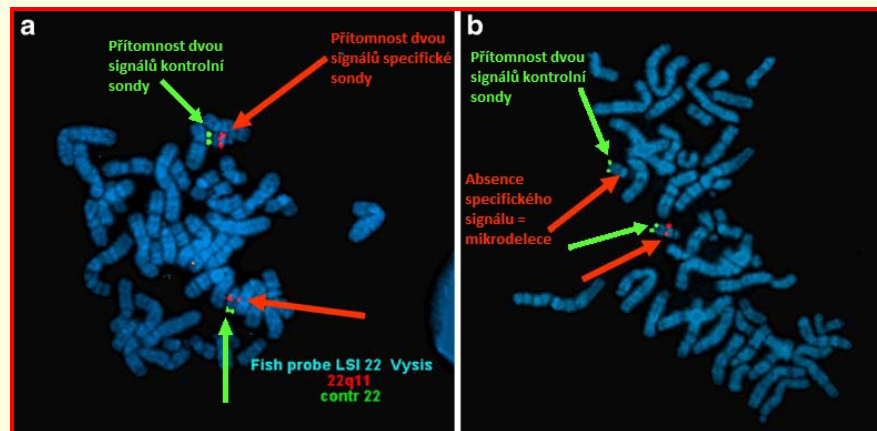 a
Přítomnost dvou
signálů kontrolní
sondy
Přítomnost dvou
signálů specifické
sondy
Fish probe LSI 22 Vysis
22q11
contr 22
b
Přítomnost dvou
signálů kontrolní
sondy
Absence
specifického
signálu =
mikrodelece